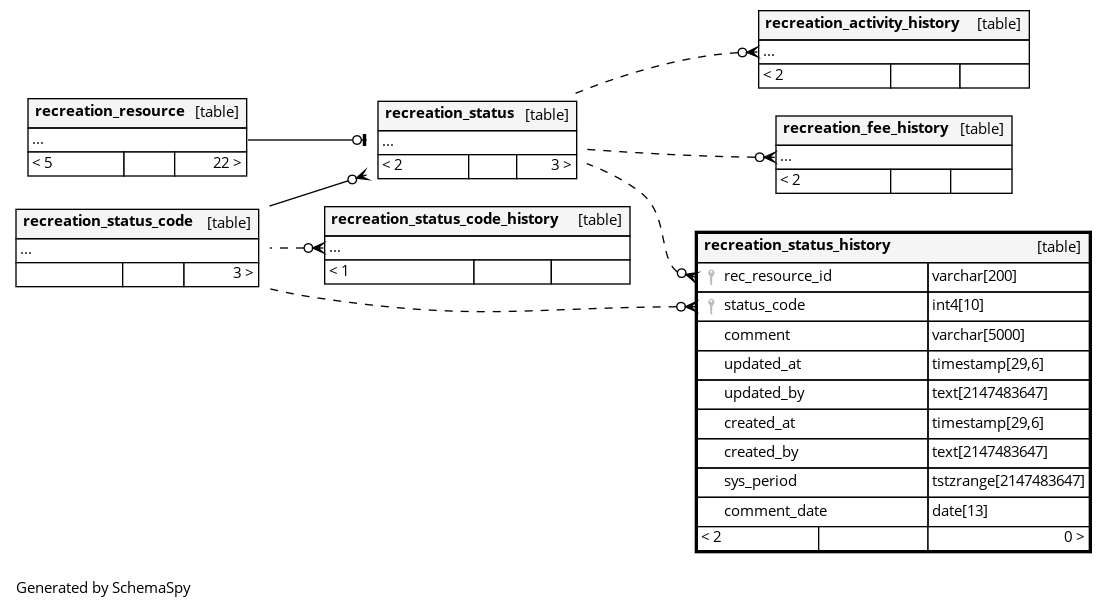 recreation_activity_history [table]
...
< 2
recreation_resource [table]
...
< 5 22 >
recreation_status [table]
...
< 2 3 >
recreation_fee_history [table]
...
< 2
recreation_status_code [table]
...
3 >
recreation_status_code_history [table]
...
< 1
recreation_status_history [table]
rec_resource_id varchar[200]
status_code int4[10]
comment varchar[5000]
updated_at timestamp[29,6]
updated_by text[2147483647]
created_at timestamp[29,6]
created_by text[2147483647]
sys_period tstzrange[2147483647]
comment_date date[13]
< 2 0 >
Generated by SchemaSpy